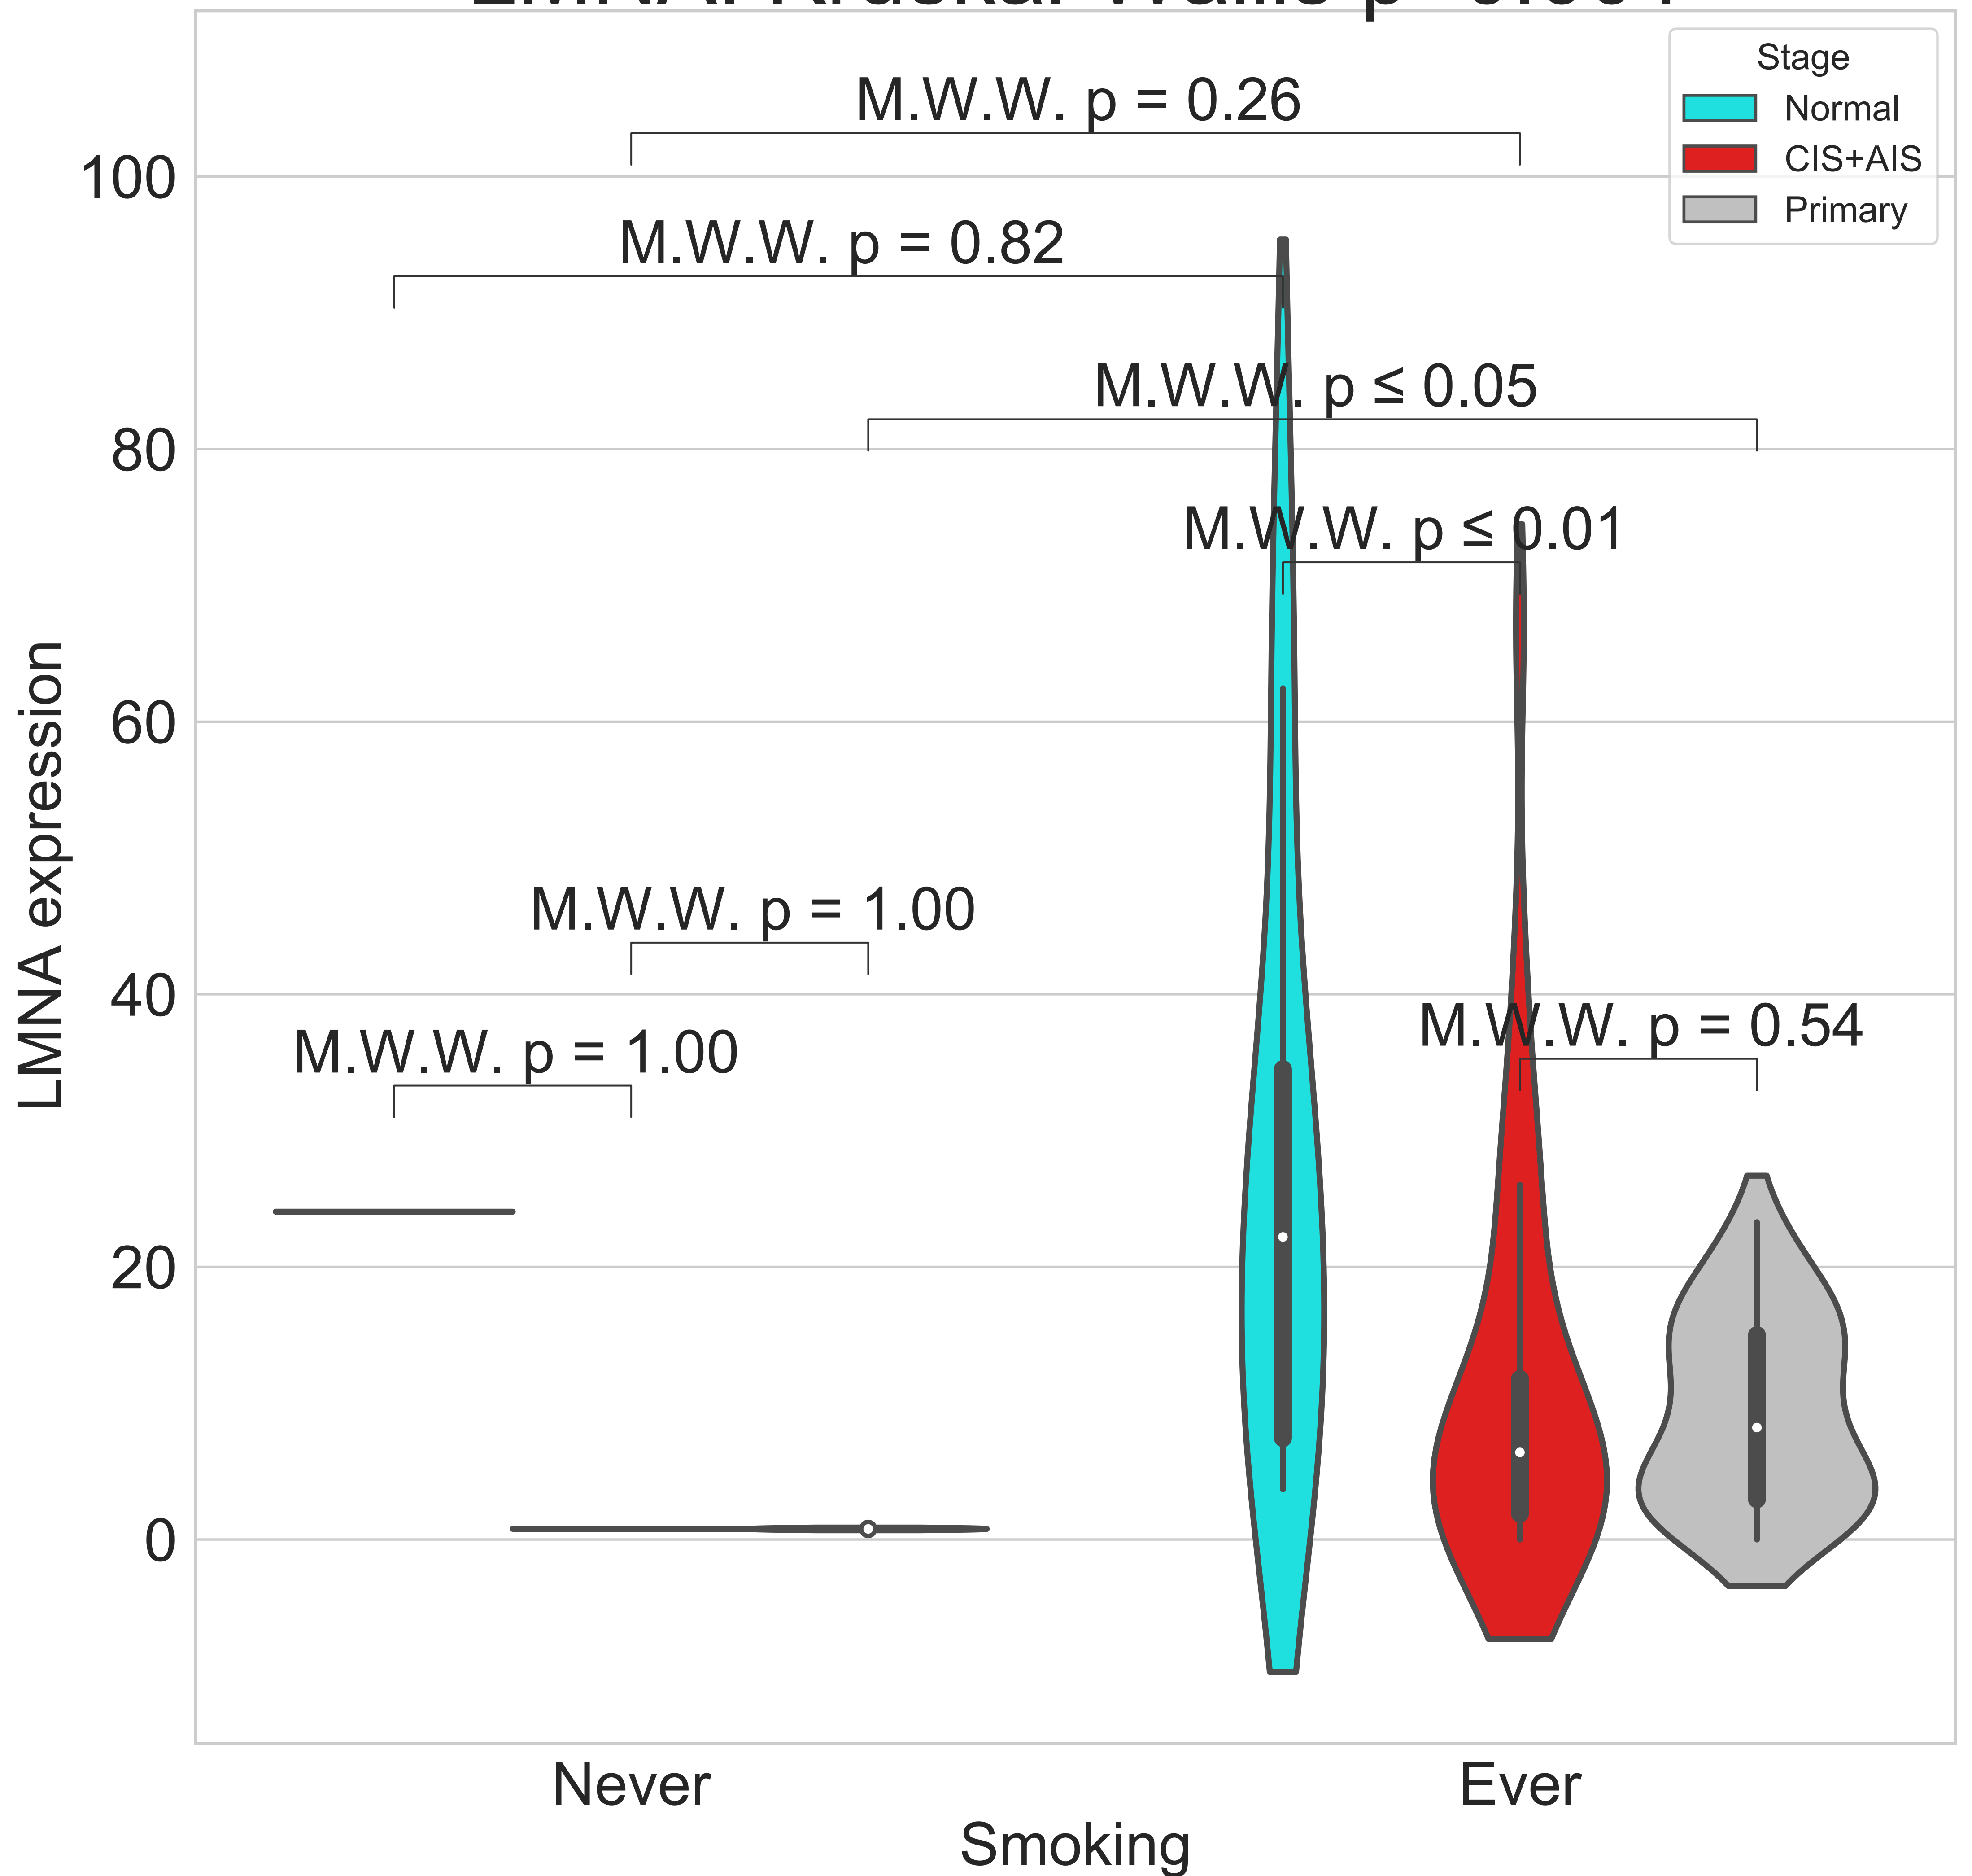 Stage
Normal
CIS+AIS
Primary
M.W.W. p = 0.26
M.W.W. p = 0.82
M.W.W. p ≤ 0.05
M.W.W. p ≤ 0.01
M.W.W. p = 1.00
M.W.W. p = 0.54
M.W.W. p = 1.00
100
80
60
40
20
0
LMNA expression
Never
Ever
Smoking